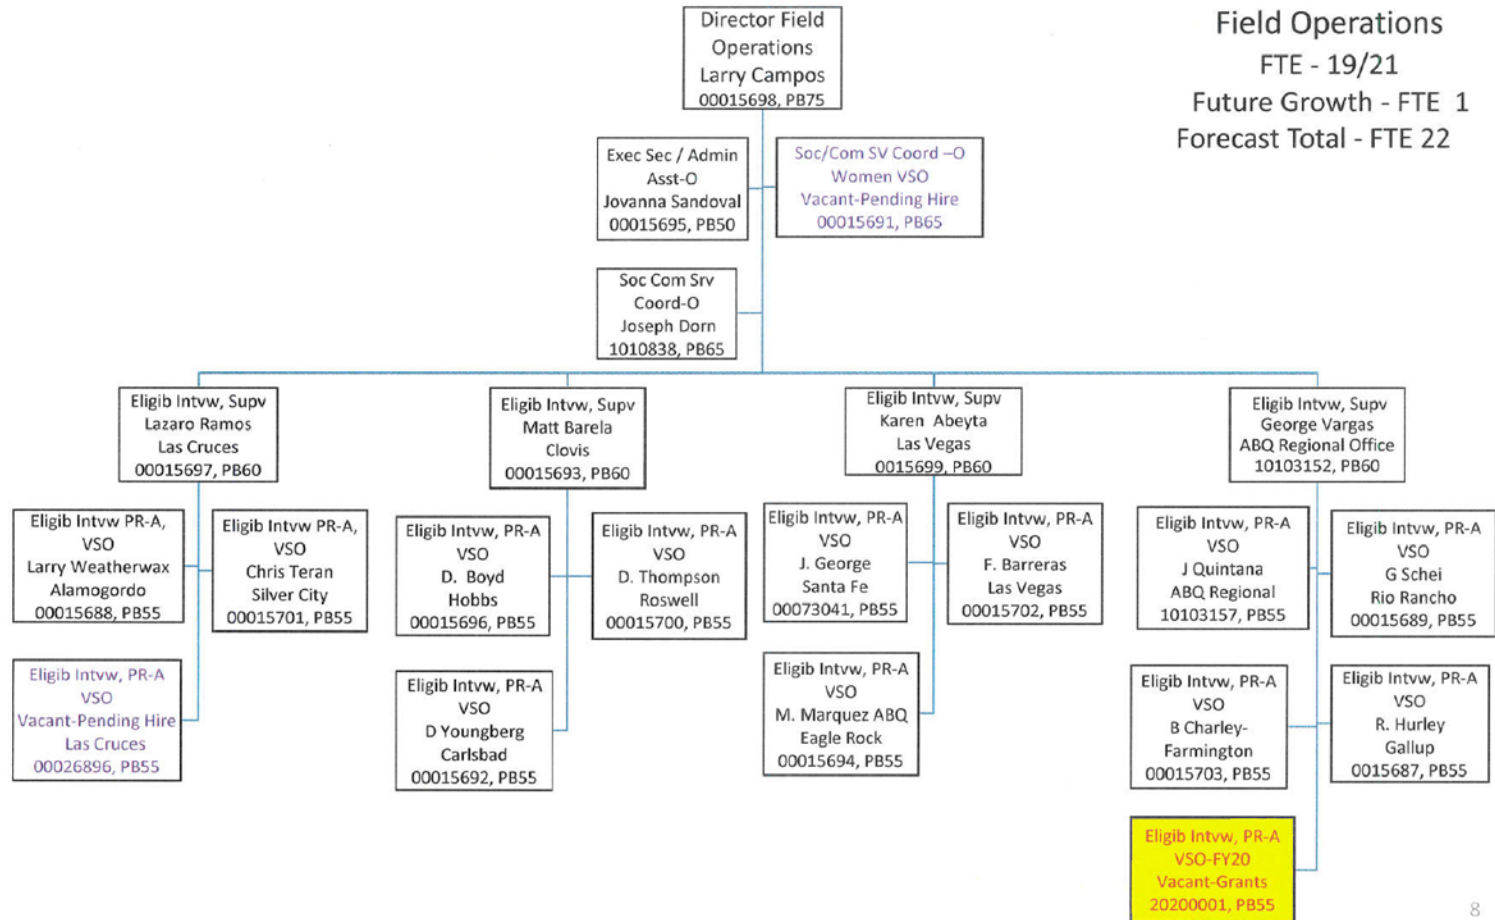 Field Operations
FTE - 19/21
Future Growth - FTE 1
Forecast Total - FTE 22
Director Field
Operations
Larry Campos
00015698, PB75
Exec Sec / Admin
Asst-O
Jovanna Sandoval
00015695, PB50
Soc/Com SV Coord –O
Women VSO
Vacant-Pending Hire
00015691, PB65
Soc Com Srv
Coord-O
Joseph Dorn
1010838, PB65
Eligib Intvw, Supv
Lazaro Ramos
Las Cruces
00015697, PB60
Eligib Intvw, Supv
Matt Barela
Clovis
00015693, PB60
Eligib Intvw, Supv
Karen Abeyta
Las Vegas
0015699, PB60
Eligib Intvw, Supv
George Vargas
ABQ Regional Office
10103152, PB60
Eligib Intvw PR-A,
VSO
Larry Weatherwax
Alamogordo
00015688, PB55
Eligib Intvw PR-A,
VSO
Chris Teran
Silver City
00015701, PB55
Eligib Intvw, PR-A
VSO
D. Boyd
Hobbs
00015696, PB55
Eligib Intvw, PR-A
VSO
D. Thompson
Roswell
00015700, PB55
Eligib Intvw, PR-A
VSO
J. George
Santa Fe
00073041, PB55
Eligib Intvw, PR-A
VSO
F. Barreras
Las Vegas
00015702, PB55
Eligib Intvw, PR-A
VSO
J Quintana
ABQ Regional
10103157, PB55
Eligib Intvw, PR-A
VSO
G Schei
Rio Rancho
00015689, PB55
Eligib Intvw, PR-A
VSO
Vacant-Pending Hire
Las Cruces
00026896, PB55
Eligib Intvw, PR-A
VSO
D Youngberg
Carlsbad
00015692, PB55
Eligib Intvw, PR-A
VSO
M. Marquez ABQ
Eagle Rock
00015694, PB55
Eligib Intvw, PR-A
VSO
B Charley-
Farmington
00015703, PB55
Eligib Intvw, PR-A
VSO
R. Hurley
Gallup
0015687, PB55
Eligib Intvw, PR-A
VSO-FY20
Vacant-Grants
20200001, PB55
8